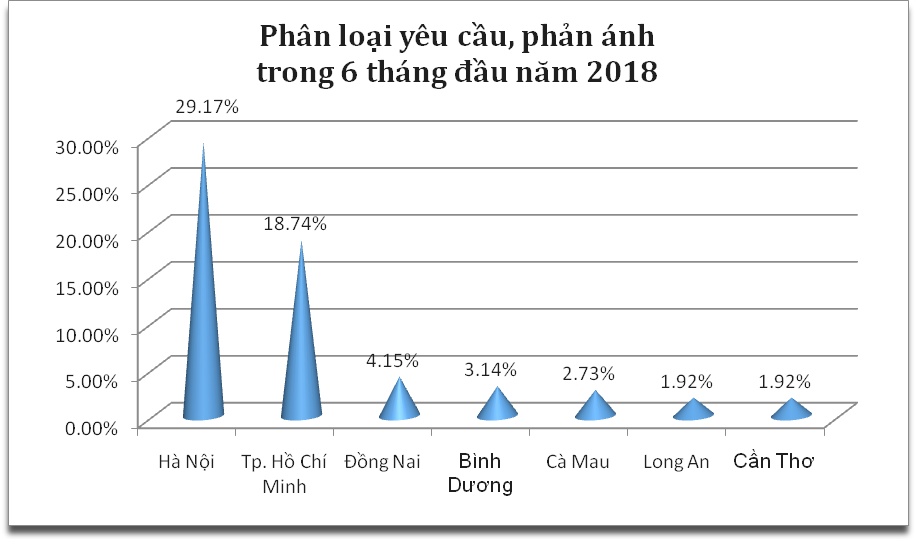 Phân loại yêu cầu, phản ánh
trong 6 tháng đầu năm 2018
29.17%
18.74%
4.15%
3.14%
2.73%
1.92%
1.92%
30.00%
25.00%
20.00%
15.00%
10.00%
5.00%
0.00%
Hà Nội
Tp. Hồ Chí
Minh
Đồng Nai
Bình
Dương
Cà Mau
Long An
Cần Thơ